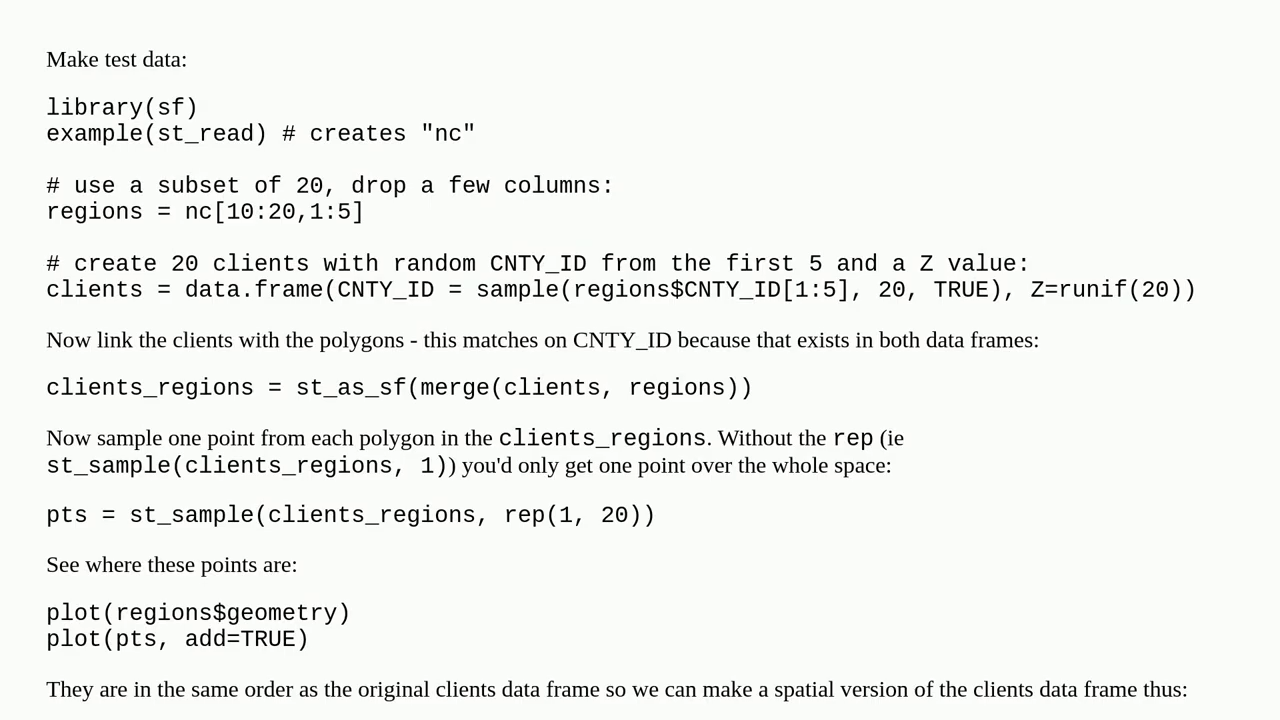 Make test data:
library(sf)
example(st_read) # creates "nc"
# use a subset of 20, drop a few columns:
regions = nc[10:20,1:5]
# create 20 clients with random CNTY_ID from the first 5 and a Z value:
clients = data.frame(CNTY_ID = sample(regions$CNTY_ID[1:5], 20, TRUE), Z=runif(20))
Now link the clients with the polygons - this matches on CNTY_ID because that exists in both data frames:
clients_regions = st_as_sf(merge(clients, regions))
Now sample one point from each polygon in the clients_regions. Without the rep (ie
st_sample(clients_regions, 1)) you'd only get one point over the whole space:
pts = st_sample(clients_regions, rep(1, 20))
See where these points are:
plot(regions$geometry)
plot(pts, add=TRUE)
They are in the same order as the original clients data frame so we can make a spatial version of the clients data frame thus: